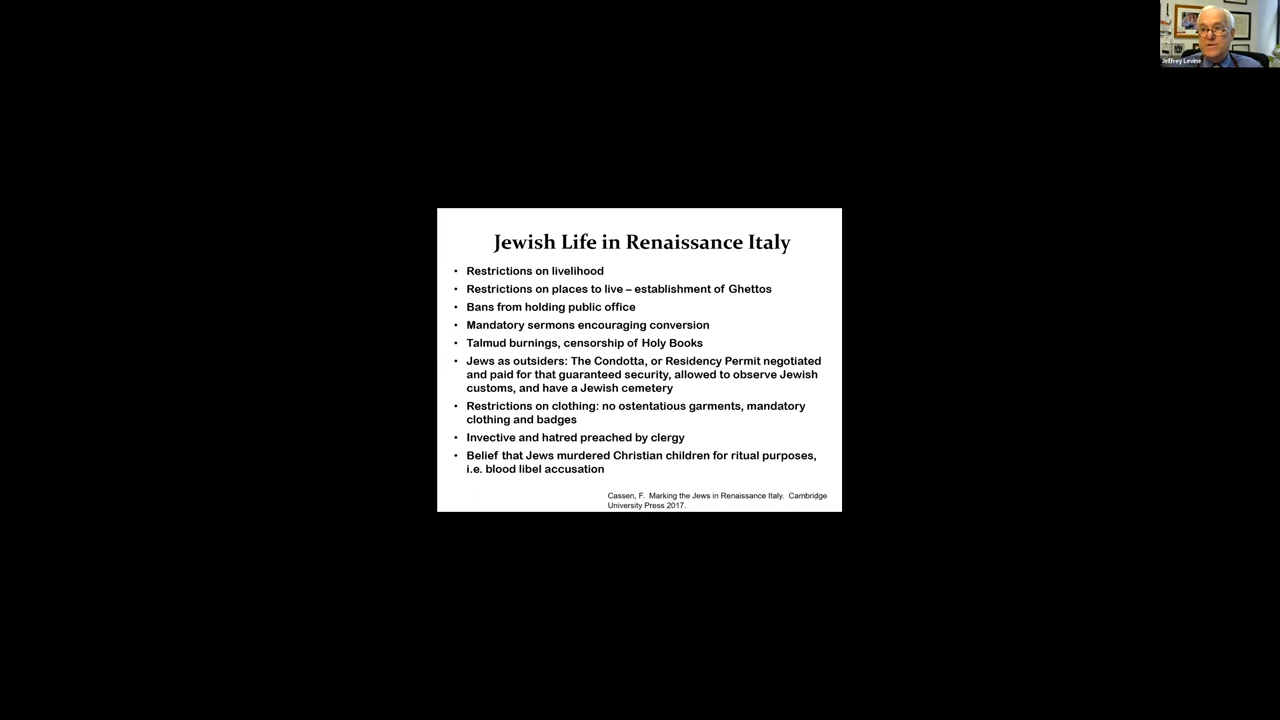 Jeffrey Levine
Jewish Life in Renaissance Italy
• Restrictions on livelihood
• Restrictions on places to live – establishment of Ghettos
• Bans from holding public office
• Mandatory sermons encouraging conversion
• Talmud burnings, censorship of Holy Books
• Jews as outsiders: The Condotta, or Residency Permit negotiated
and paid for that guaranteed security, allowed to observe Jewish
customs, and have a Jewish cemetery
• Restrictions on clothing: no ostentatious garments, mandatory
clothing and badges
• Invective and hatred preached by clergy
• Belief that Jews murdered Christian children for ritual purposes,
i.e. blood libel accusation
Cassen, F. Marking the Jews in Renaissance Italy. Cambridge
University Press 2017.